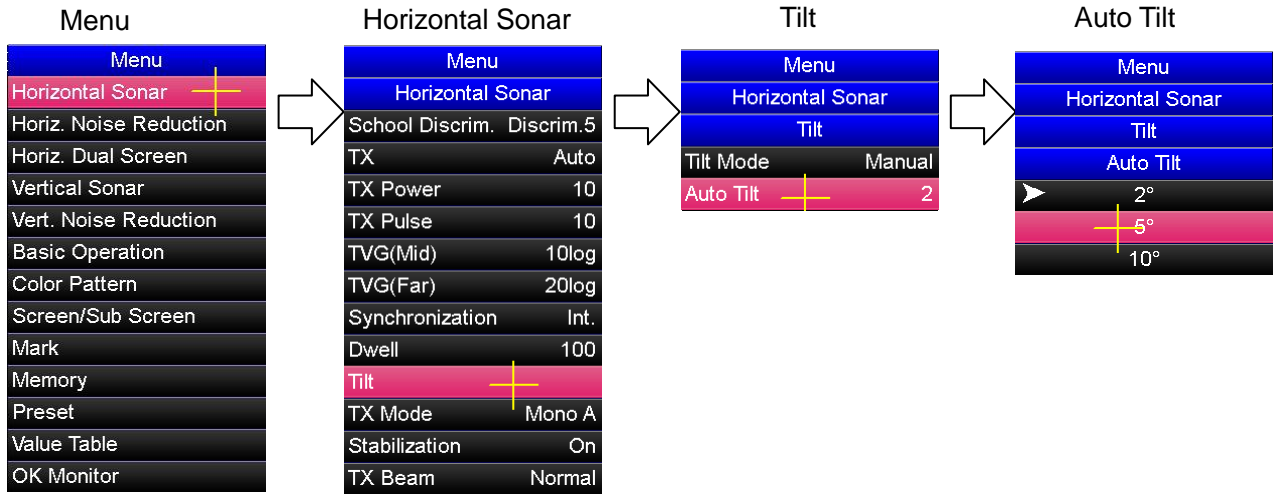 Menu
Menu
Horizontal Sonar
Horiz. Noise Reduction
Horiz. Dual Screen
Vertical Sonar
Vert. Noise Reduction
Basic Operation
Color Pattern
Screen/Sub Screen
Mark
Memory
Preset
Value Table
OK Monitor
Horizontal Sonar
Menu
Horizontal Sonar
School Discrim. Discrim.5
TX Auto
TX Power 10
TX Pulse 10
TVG(Mid) 10log
TVG(Far) 20log
Synchronization Int.
Dwell 100
Tilt
TX Mode Mono A
Stabilization On
TX Beam Normal
Tilt
Menu
Horizontal Sonar
Tilt
Tilt Mode Manual
Auto Tilt 2
Auto Tilt
Menu
Horizontal Sonar
Tilt
Auto Tilt
2°
5°
10°